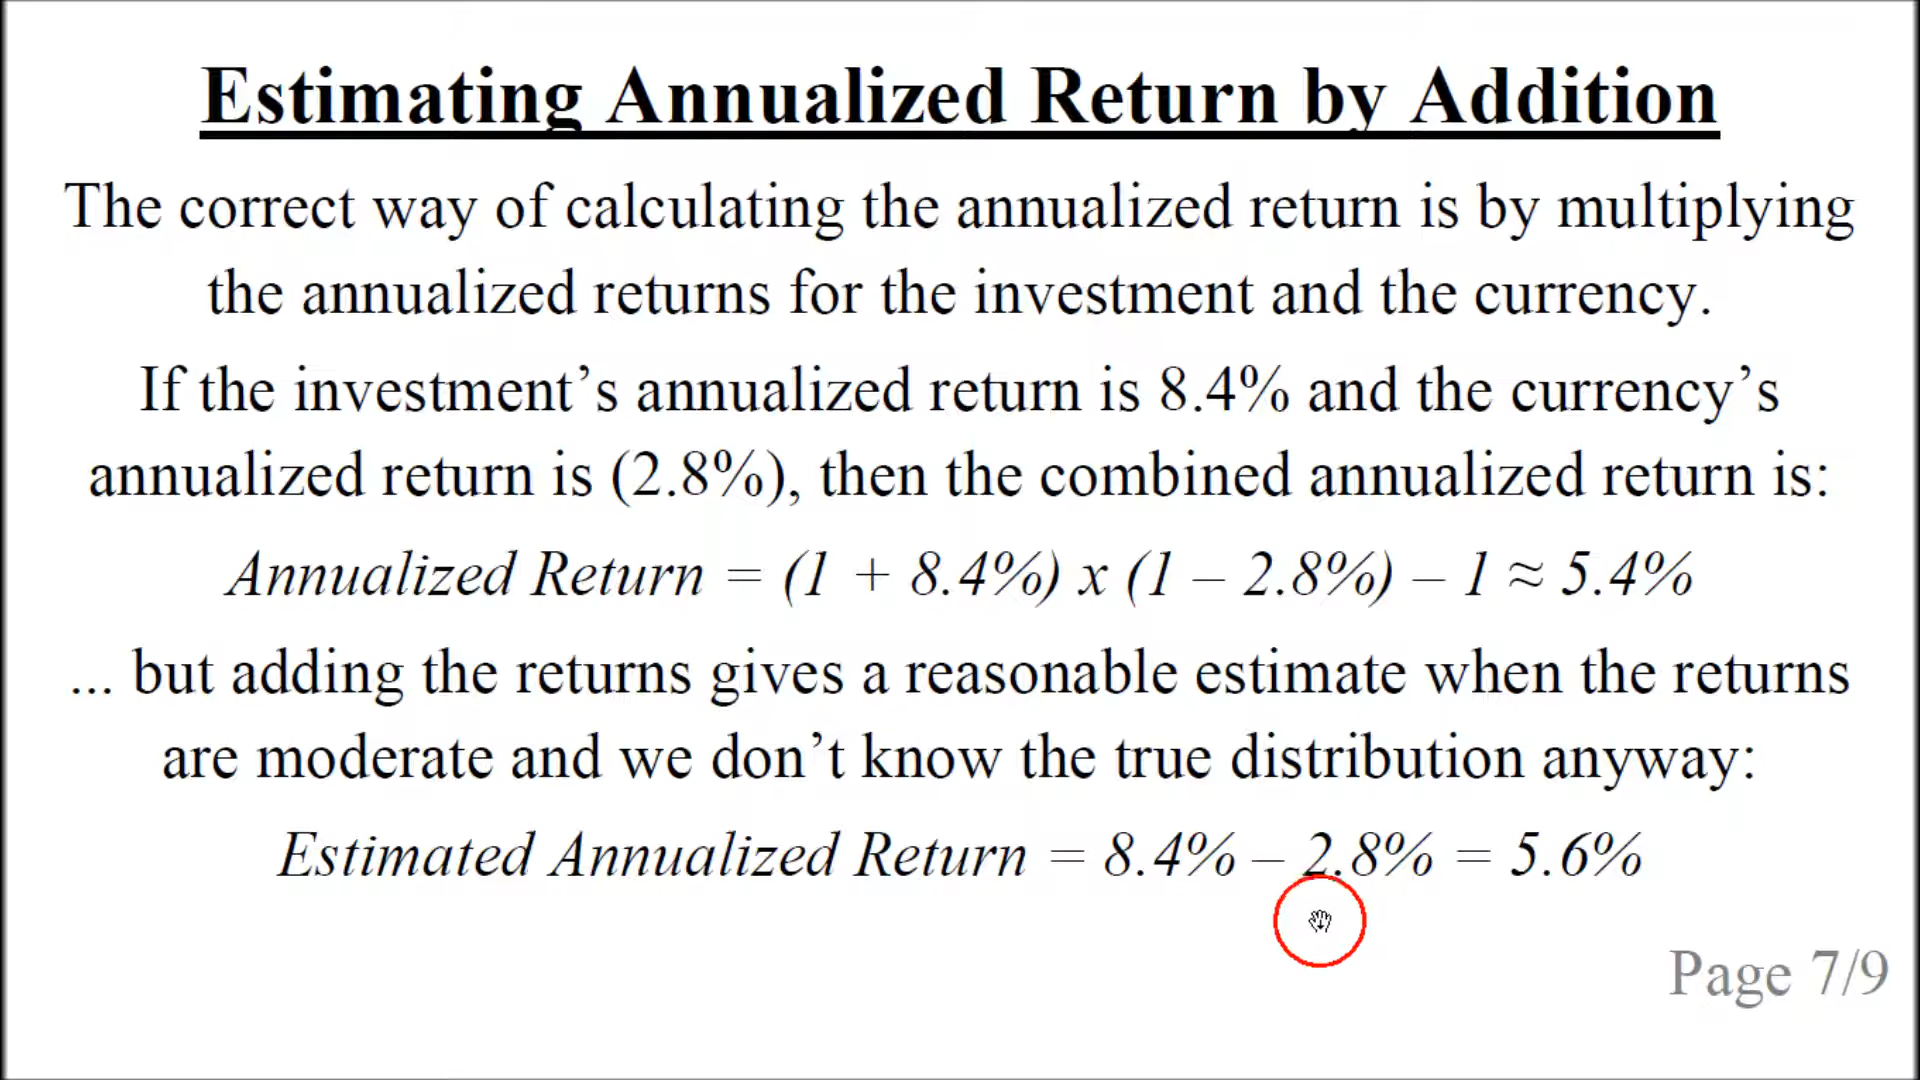 Estimating Annualized Return by Addition
The correct way of calculating the annualized return is by multiplying
the annualized returns for the investment and the currency.
If the investment’s annualized return is 8.4% and the currency’s
annualized return is (2.8%), then the combined annualized return is:
Annualized Return = (1 + 8.4%) x (1 – 2.8%) – 1 ≈ 5.4%
... but adding the returns gives a reasonable estimate when the returns
are moderate and we don’t know the true distribution anyway:
Estimated Annualized Return = 8.4% – 2.8% = 5.6%
Page 7/9